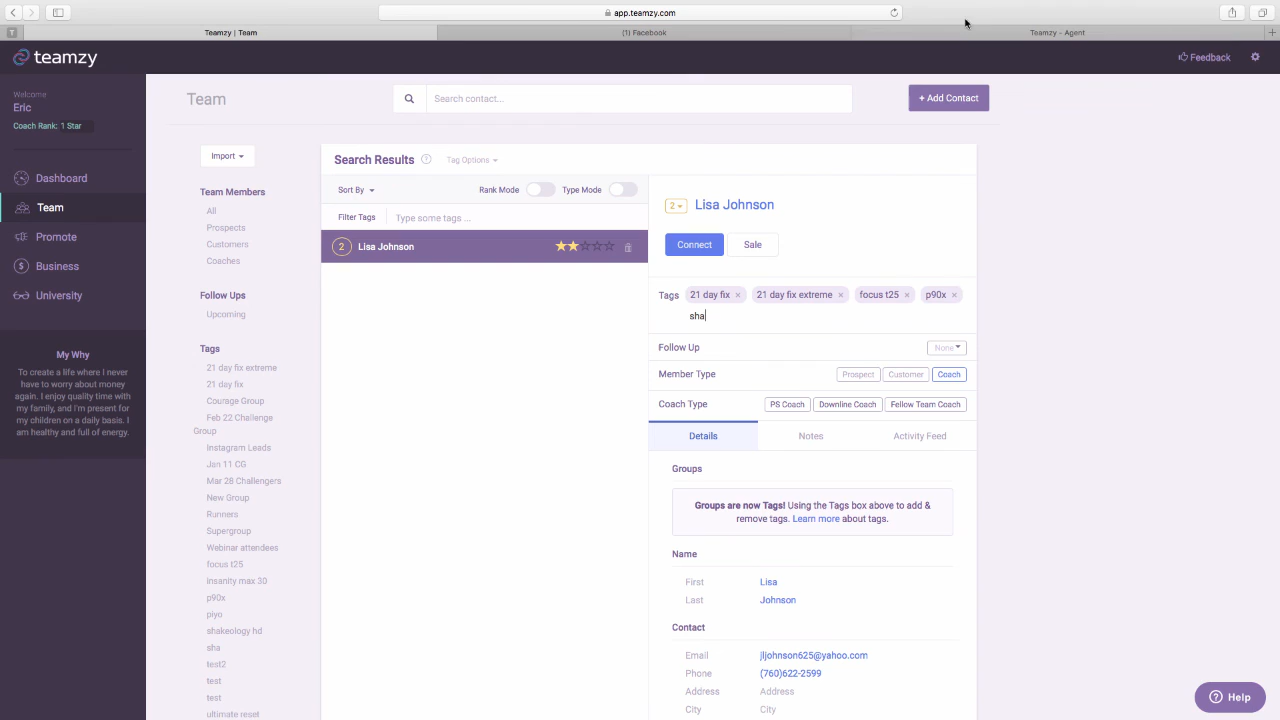 app.teamzy.com
T
Teamzy | Team
(1) Facebook
Teamzy - Agent
teamzy
Feedback
Welcome
Eric
Coach Rank: 1 Star
Dashboard
Team
Promote
Business
University
My Why
To create a life where I never
have to worry about money
again. I enjoy quality time with
my family, and I'm present for
my children on a daily basis. I
am healthy and full of energy.
Team
Search contact...
+ Add Contact
Import
Team Members
All
Prospects
Customers
Coaches
Follow Ups
Upcoming
Tags
21 day fix extreme
21 day fix
Courage Group
Feb 22 Challenge
Group
Instagram Leads
Jan 11 CG
Mar 28 Challengers
New Group
Runners
Supergroup
Webinar attendees
focus t25
insanity max 30
p90x
piyo
shakeology hd
sha
test2
test
test
ultimate reset
Search Results ? Tag Options
Sort By
Rank Mode
Type Mode
Filter Tags
Type some tags ...
2 Lisa Johnson
2 Lisa Johnson
Connect
Sale
Tags 21 day fix × 21 day fix extreme × focus t25 × p90x ×
sha
Follow Up None
Member Type Prospect Customer Coach
Coach Type PS Coach Downline Coach Fellow Team Coach
Details Notes Activity Feed
Groups
Groups are now Tags! Using the Tags box above to add &
remove tags. Learn more about tags.
Name
First Lisa
Last Johnson
Contact
Email jljohnson625@yahoo.com
Phone (760)622-2599
Address Address
City City
? Help